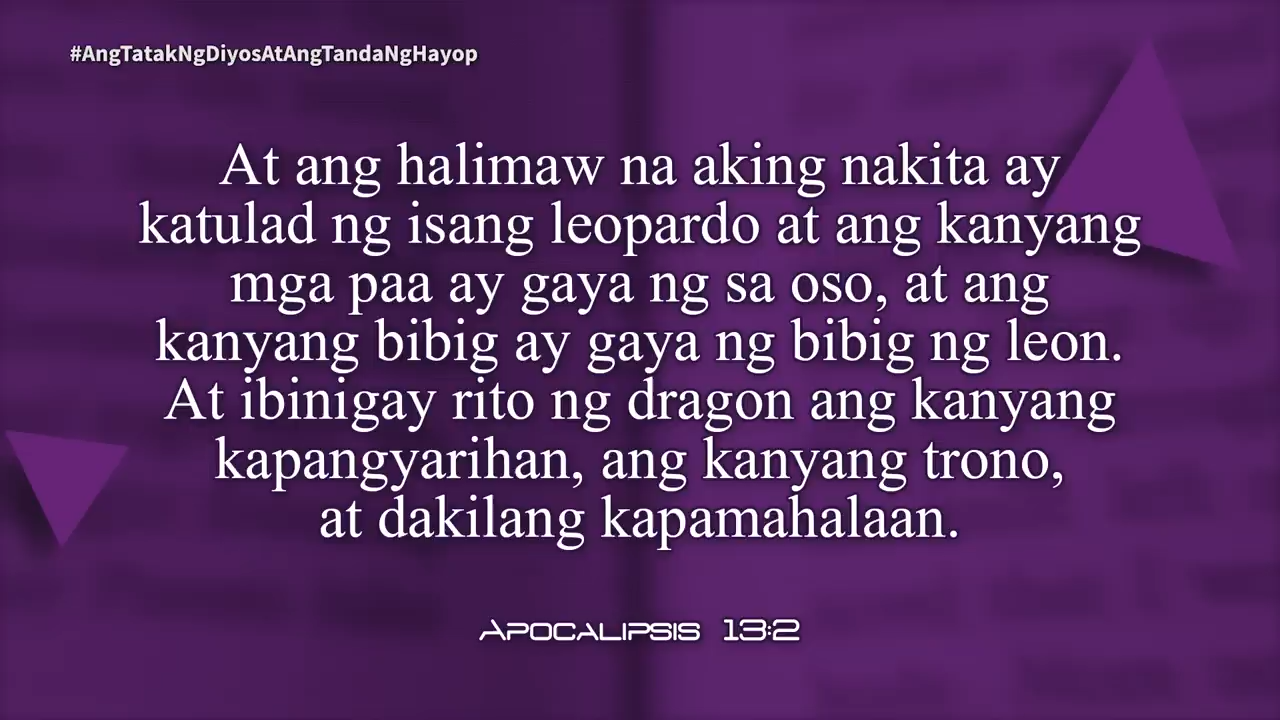 #AngTatakNgDiyosAtAngTandaNgHayop
At ang halimaw na aking nakita ay
katulad ng isang leopardo at ang kanyang
mga paa ay gaya ng sa oso, at ang
kanyang bibig ay gaya ng bibig ng leon.
At ibinigay rito ng dragon ang kanyang
kapangyarihan, ang kanyang trono,
at dakilang kapamahalaan.
Apocalipsis 13:2